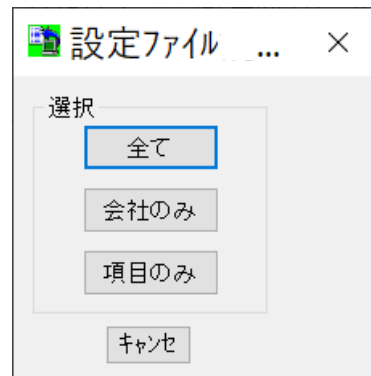 設定ファイル ...
選択
全て
会社のみ
項目のみ
キャンセ